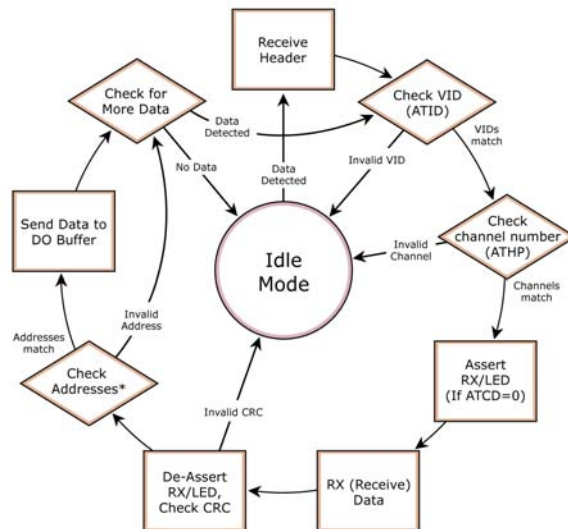 Receive
Header
Check for
More Data
Check VID
(ATID)
Data
Detected
VIDs
match
No Data
Data
Detected
Invalid VID
Send Data to
DO Buffer
Idle
Mode
Invalid
Channel
Check
channel number
(ATHP)
Channels
match
Invalid
Address
Addresses
match
Check
Addresses*
Assert
RX/LED
(If ATCD=0)
Invalid CRC
De-Assert
RX/LED,
Check CRC
RX (Receive)
Data